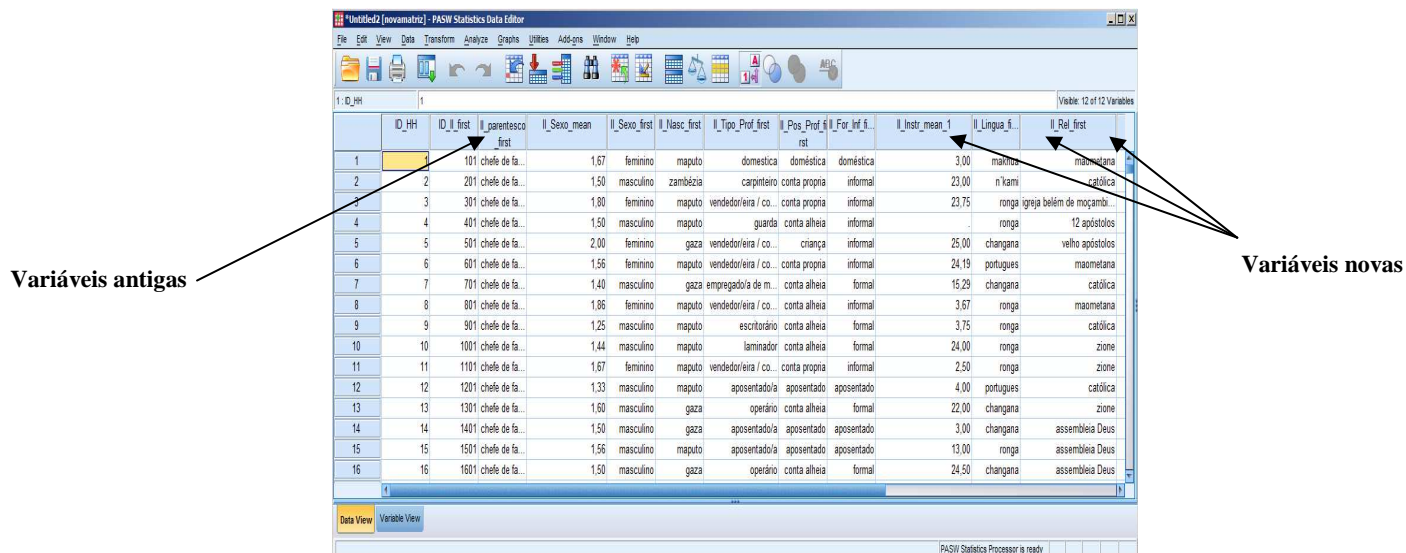 *Untitled2 [novamatriz] - PASW Statistics Data Editor
File Edit View Data Transform Analyze Graphs Utilities Add-ons Window Help
1 : ID_HH 1 Visible: 12 of 12 Variables
ID_HH ID_II_first II_parentesco_first II_Sexo_mean II_Sexo_first II_Nasc_first II_Tipo_Prof_first II_Pos_Prof_first II_For_Inf_fi... II_Instr_mean_1 II_Lingua_fi... II_Rel_first
1 1 101 chefe de fa... 1,67 feminino maputo domestica doméstica doméstica 3,00 makhua maometana
2 2 201 chefe de fa... 1,50 masculino zambézia carpinteiro conta propria informal 23,00 n`kami católica
3 3 301 chefe de fa... 1,80 feminino maputo vendedor/eira / co... conta propria informal 23,75 ronga igreja belém de moçambi...
4 4 401 chefe de fa... 1,50 masculino maputo guarda conta alheia informal . ronga 12 apóstolos
5 5 501 chefe de fa... 2,00 feminino gaza vendedor/eira / co... criança informal 25,00 changana velho apóstolos
6 6 601 chefe de fa... 1,56 feminino maputo vendedor/eira / co... conta propria informal 24,19 portugues maometana
7 7 701 chefe de fa... 1,40 masculino gaza empregado/a de m... conta alheia formal 15,29 changana católica
8 8 801 chefe de fa... 1,86 feminino maputo vendedor/eira / co... conta alheia informal 3,67 ronga maometana
9 9 901 chefe de fa... 1,25 masculino maputo escritorário conta alheia formal 3,75 ronga católica
10 10 1001 chefe de fa... 1,44 masculino maputo laminador conta alheia formal 24,00 ronga zione
11 11 1101 chefe de fa... 1,67 feminino maputo vendedor/eira / co... conta propria informal 2,50 ronga zione
12 12 1201 chefe de fa... 1,33 masculino maputo aposentado/a aposentado aposentado 4,00 portugues católica
13 13 1301 chefe de fa... 1,60 masculino gaza operário conta alheia formal 22,00 changana zione
14 14 1401 chefe de fa... 1,50 masculino gaza aposentado/a aposentado aposentado 3,00 changana assembleia Deus
15 15 1501 chefe de fa... 1,56 masculino maputo aposentado/a aposentado aposentado 13,00 ronga assembleia Deus
16 16 1601 chefe de fa... 1,50 masculino gaza operário conta alheia formal 24,50 changana assembleia Deus
Variáveis antigas
Variáveis novas
Data View Variable View
PASW Statistics Processor is ready